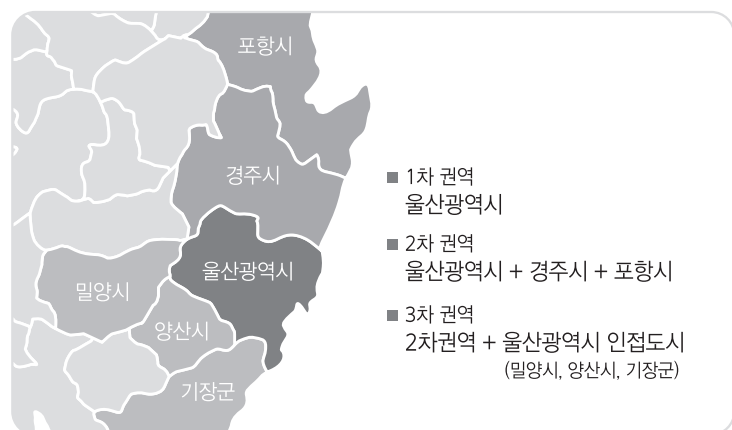 포항시
경주시
울산광역시
밀양시
양산시
기장군
■ 1차 권역
울산광역시
■ 2차 권역
울산광역시 + 경주시 + 포항시
■ 3차 권역
2차권역 + 울산광역시 인접도시
(밀양시, 양산시, 기장군)